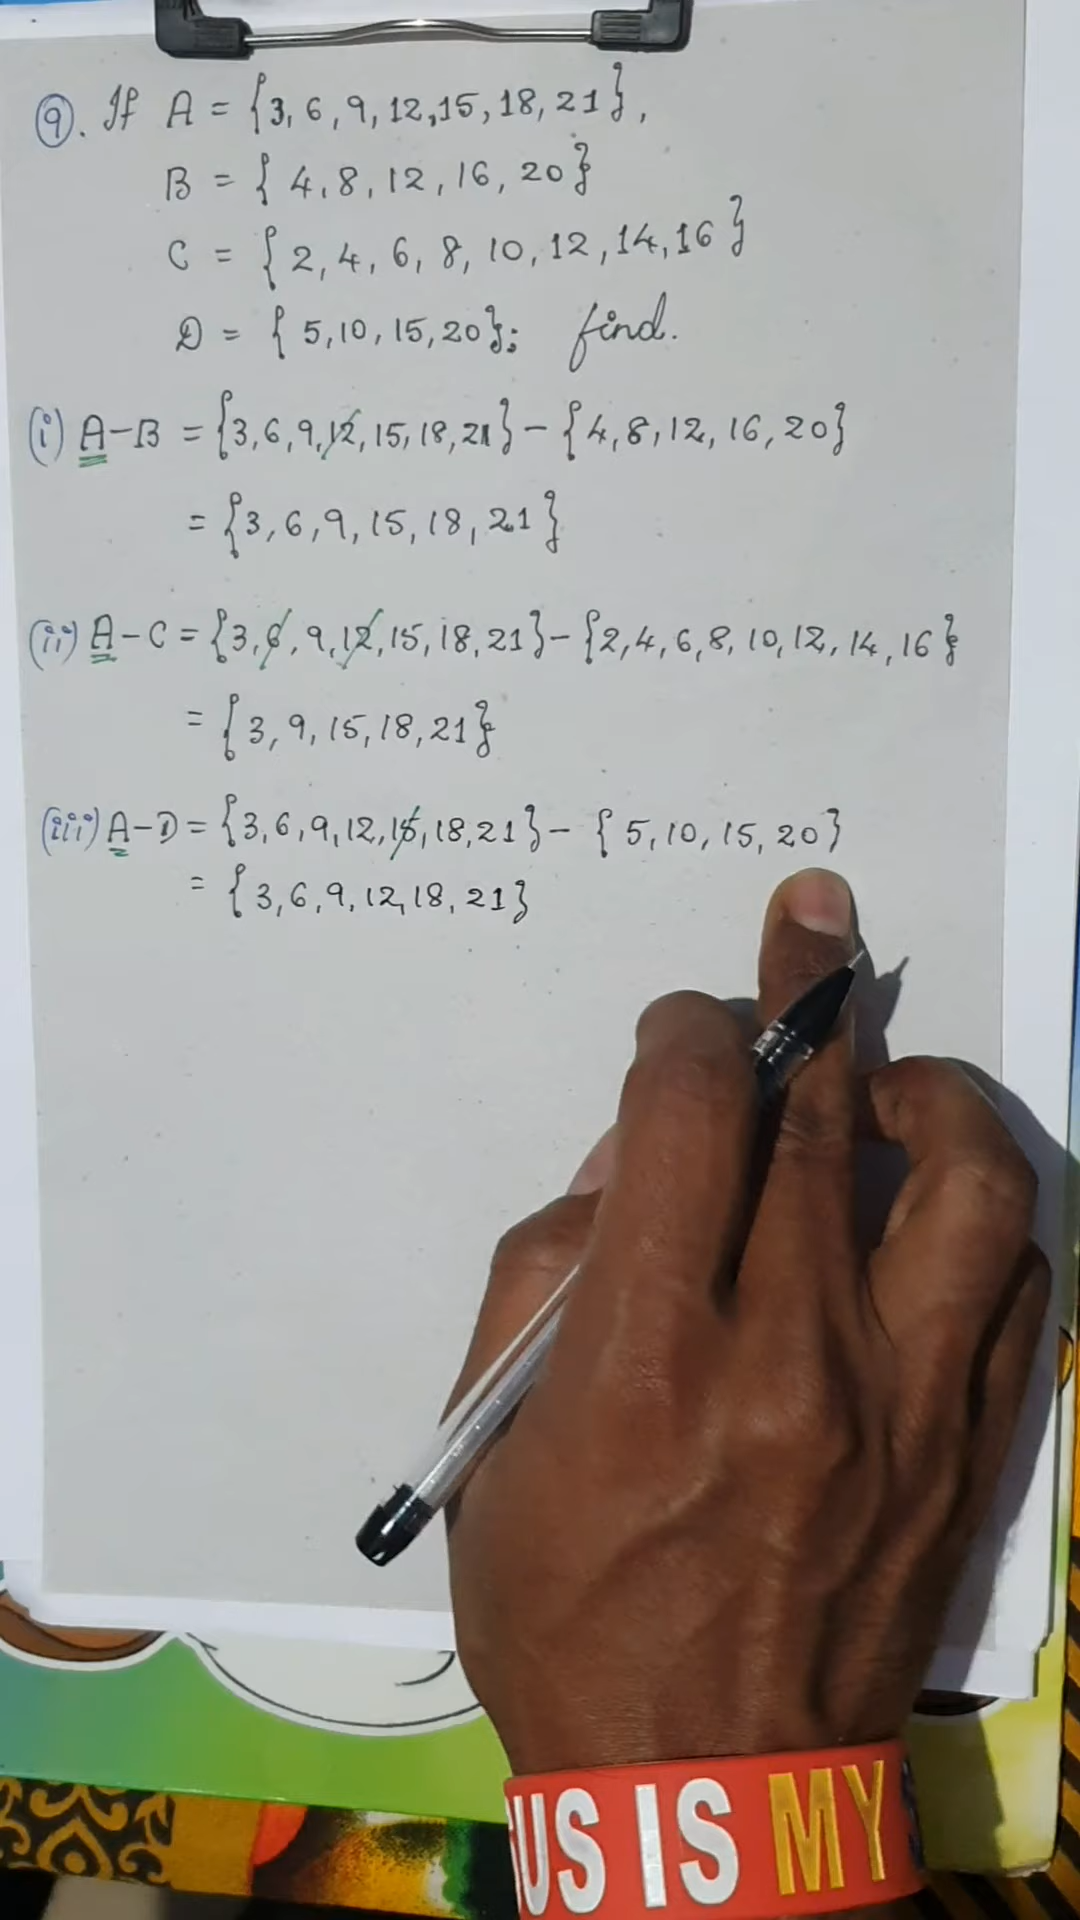 9. If A = {3, 6, 9, 12, 15, 18, 21},
B = { 4, 8, 12, 16, 20}
C = { 2, 4, 6, 8, 10, 12, 14, 16 }
D = { 5, 10, 15, 20}; find.
(i) A-B = {3, 6, 9, 12, 15, 18, 21} - {4, 8, 12, 16, 20}
= {3, 6, 9, 15, 18, 21}
(ii) A-C = {3, 6, 9, 12, 15, 18, 21} - {2, 4, 6, 8, 10, 12, 14, 16}
= { 3, 9, 15, 18, 21}
(iii) A-D = {3, 6, 9, 12, 15, 18, 21} - { 5, 10, 15, 20}
= { 3, 6, 9, 12, 18, 21}
US IS MY